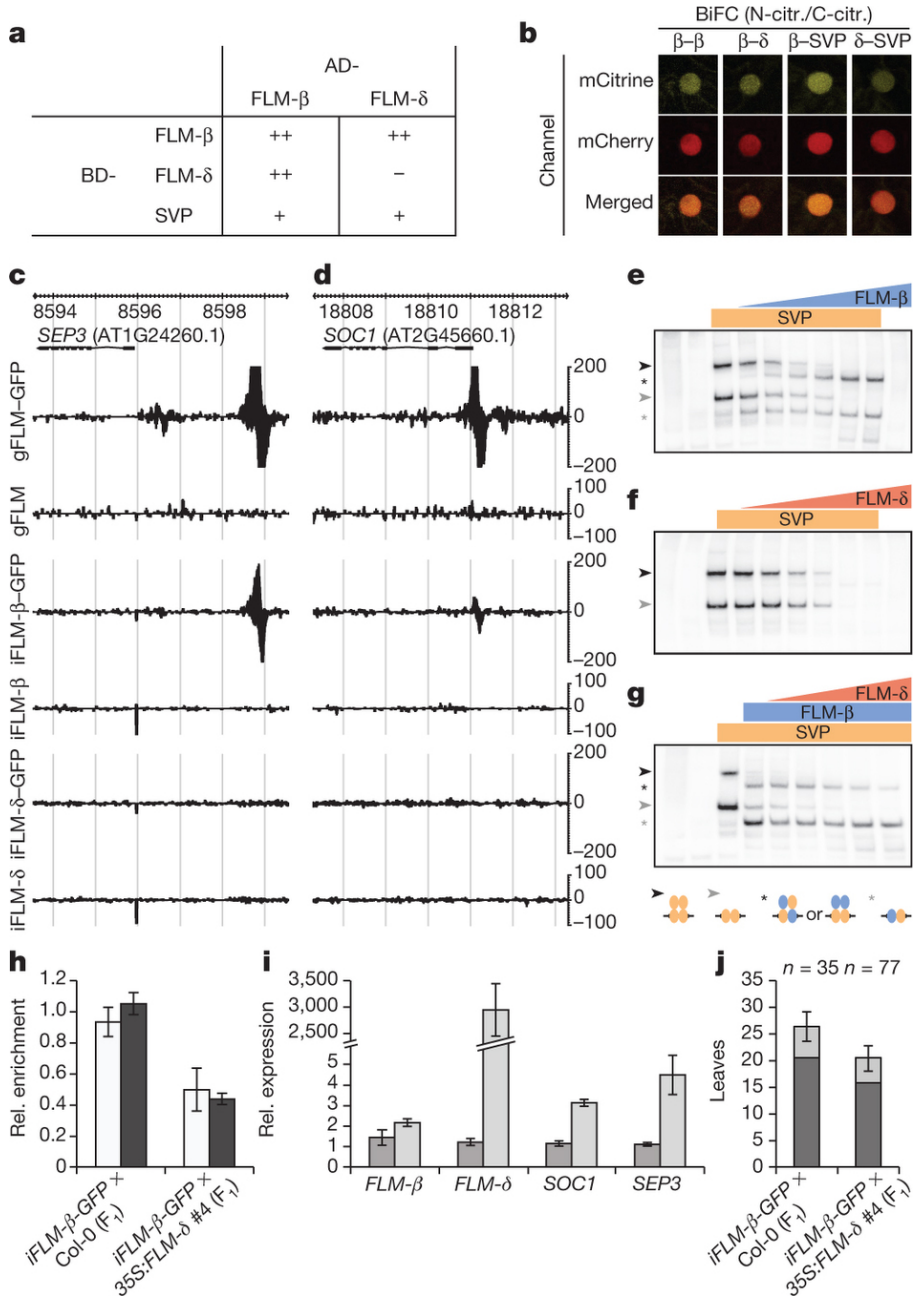 a
AD-
FLM-β FLM-δ
FLM-β ++ ++
BD- FLM-δ ++ −
SVP + +
b
BiFC (N-citr./C-citr.)
β–β β–δ β–SVP δ–SVP
Channel
mCitrine
mCherry
Merged
c
8594 8596 8598
SEP3 (AT1G24260.1)
d
18808 18810 18812
SOC1 (AT2G45660.1)
gFLM–GFP
200
0
−200
gFLM
100
0
−100
iFLM-β–GFP
200
0
−200
iFLM-β
100
0
−100
iFLM-δ–GFP
200
0
−200
iFLM-δ
100
0
−100
e
FLM-β
SVP
*
*
f
FLM-δ
SVP
g
FLM-δ
FLM-β
SVP
*
*
* or *
h
Rel. enrichment
1.2
1.0
0.8
0.6
0.4
0.2
0
iFLM-β-GFP ×
Col-0 (F1)
iFLM-β-GFP ×
35S:FLM-δ #4 (F1)
i
Rel. expression
3,500
3,000
2,500
5
4
3
2
1
0
FLM-β FLM-δ SOC1 SEP3
j
n = 35 n = 77
Leaves
35
30
25
20
15
10
5
0
iFLM-β-GFP ×
Col-0 (F1)
iFLM-β-GFP ×
35S:FLM-δ #4 (F1)